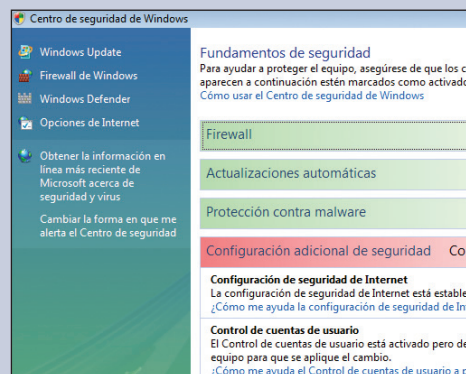 Centro de seguridad de Windows
Windows Update
Firewall de Windows
Windows Defender
Opciones de Internet
Obtener la información en
línea más reciente de
Microsoft acerca de
seguridad y virus
Cambiar la forma en que me
alerta el Centro de seguridad
Fundamentos de seguridad
Para ayudar a proteger el equipo, asegúrese de que los c
aparecen a continuación estén marcados como activado
Cómo usar el Centro de seguridad de Windows
Firewall
Actualizaciones automáticas
Protección contra malware
Configuración adicional de seguridad Co
Configuración de seguridad de Internet
La configuración de seguridad de Internet está estable
¿Cómo me ayuda la configuración de seguridad de In
Control de cuentas de usuario
El Control de cuentas de usuario está activado pero de
equipo para que se aplique el cambio.
¿Cómo me ayuda el Control de cuentas de usuario a p